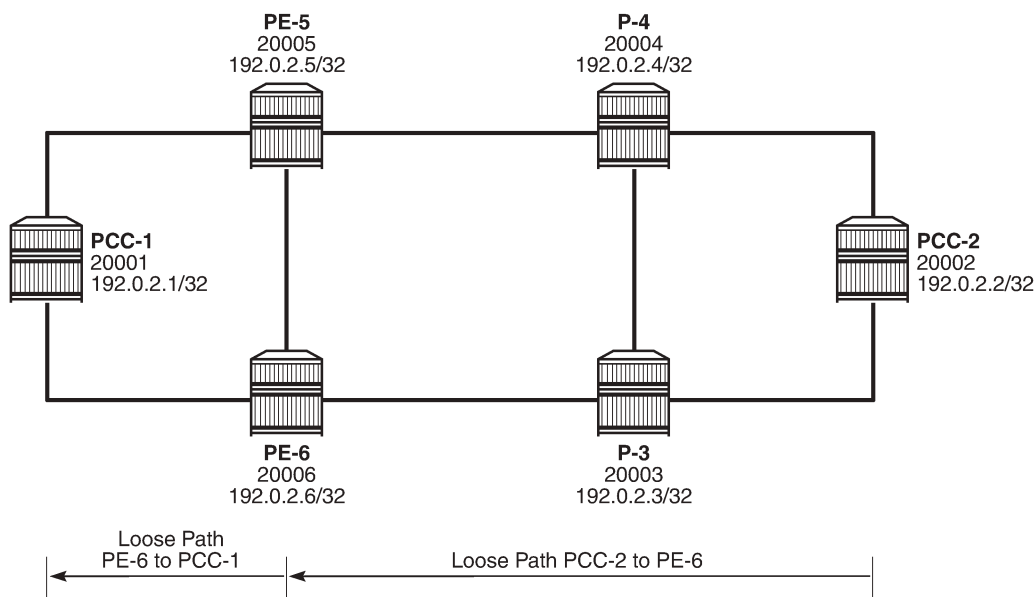 PE-5
20005
192.0.2.5/32
P-4
20004
192.0.2.4/32
PCC-1
20001
192.0.2.1/32
PCC-2
20002
192.0.2.2/32
PE-6
20006
192.0.2.6/32
P-3
20003
192.0.2.3/32
Loose Path
PE-6 to PCC-1
Loose Path PCC-2 to PE-6